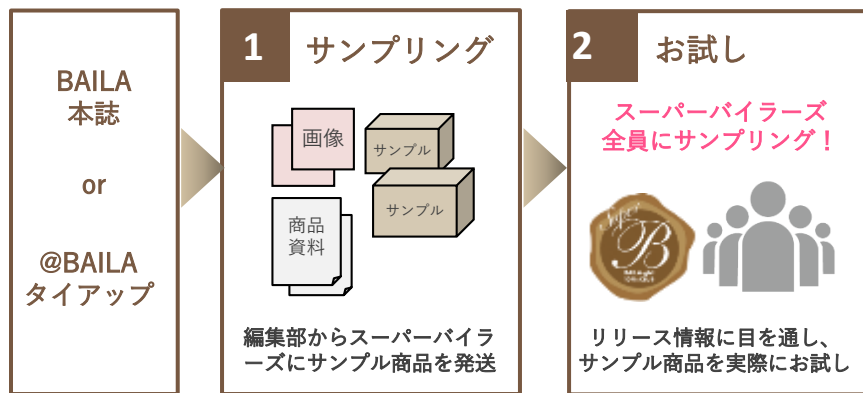 BAILA
本誌
or
@BAILA
タイアップ
1 サンプリング
画像
サンプル
サンプル
商品
資料
編集部からスーパーバイラ
ーズにサンプル商品を発送
2 お試し
スーパーバイラーズ
全員にサンプリング！
Super
B
リリース情報に目を通し、
サンプル商品を実際にお試し